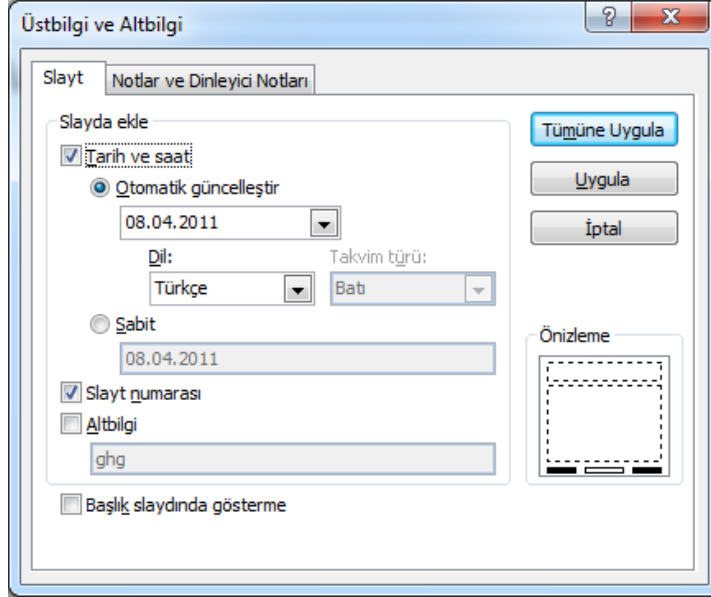 Üstbilgi ve Altbilgi
Slayt Notlar ve Dinleyici Notları
Slayda ekle
Tarih ve saat
Otomatik güncelleştir
08.04.2011
Dil: Takvim türü:
Türkçe Batı
Sabit
08.04.2011
Slayt numarası
Altbilgi
ghg
Başlık slaydında gösterme
Tümüne Uygula
Uygula
İptal
Önizleme